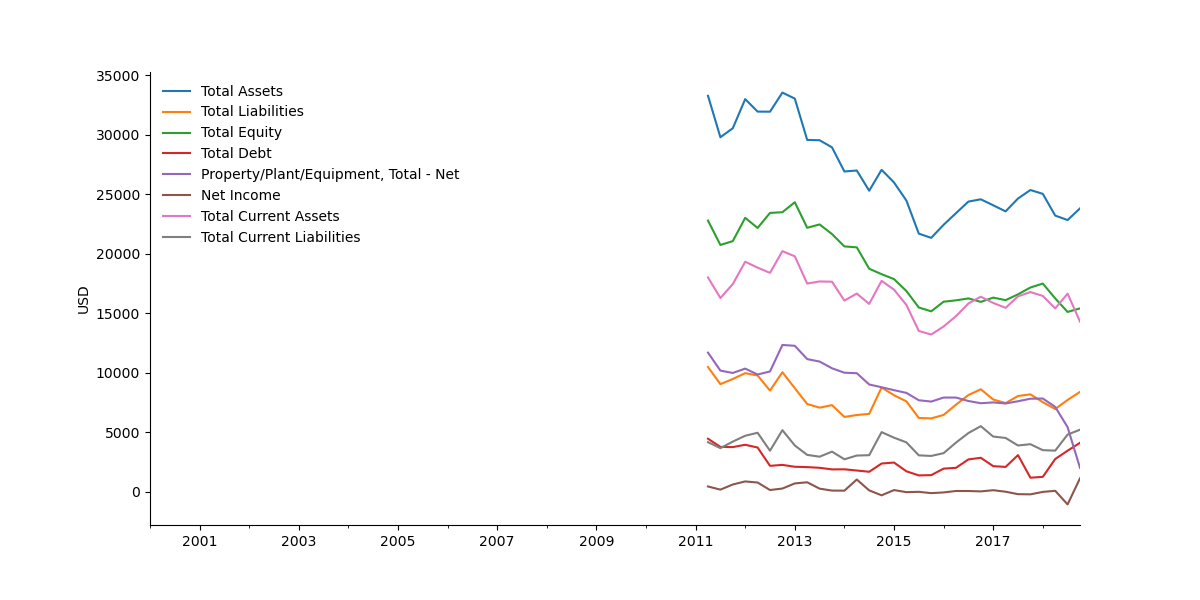 35000
30000
25000
20000
15000
10000
5000
0
USD
Total Assets
Total Liabilities
Total Equity
Total Debt
Property/Plant/Equipment, Total - Net
Net Income
Total Current Assets
Total Current Liabilities
2001 2003 2005 2007 2009 2011 2013 2015 2017